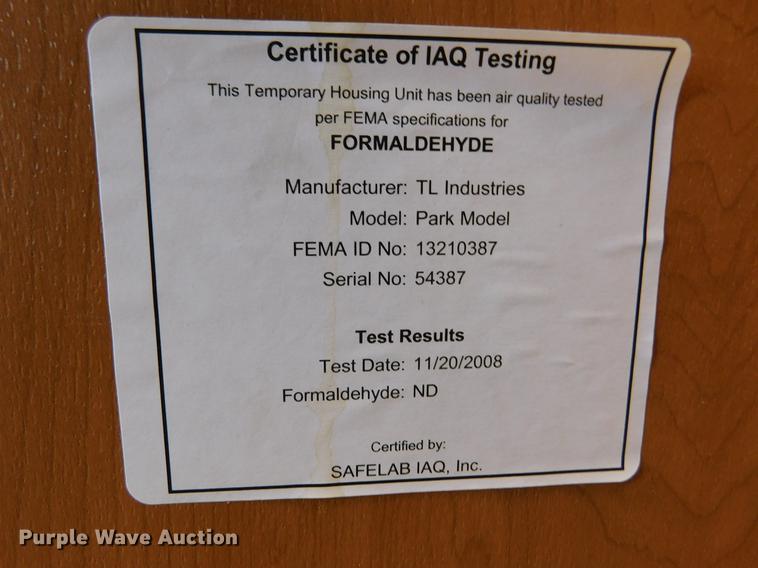 Certificate of IAQ Testing
This Temporary Housing Unit has been air quality tested
per FEMA specifications for
FORMALDEHYDE
Manufacturer: TL Industries
Model: Park Model
FEMA ID No: 13210387
Serial No: 54387
Test Results
Test Date: 11/20/2008
Formaldehyde: ND
Certified by:
SAFELAB IAQ, Inc.
Purple Wave Auction